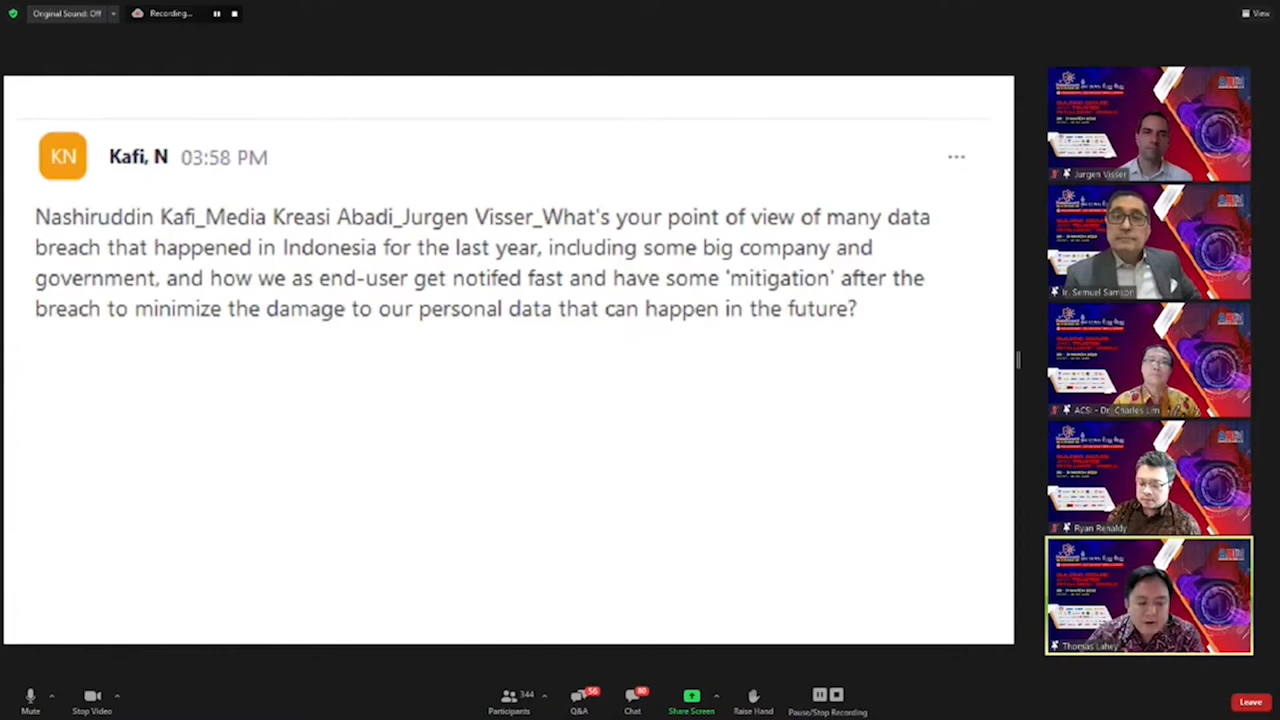 Original Sound: Off
Recording...
View
KN
Kafi, N 03:58 PM
Nashiruddin Kafi_Media Kreasi Abadi_Jurgen Visser_What's your point of view of many data
breach that happened in Indonesia for the last year, including some big company and
government, and how we as end-user get notifed fast and have some 'mitigation' after the
breach to minimize the damage to our personal data that can happen in the future?
Jurgen Visser
Ir. Semuel Samson
ACSI - Dr. Charles Lim
Ryan Renaldy
Thomas Lahey
Mute
Stop Video
344
Participants
56
Q&A
80
Chat
Share Screen
Raise Hand
Pause/Stop Recording
Leave